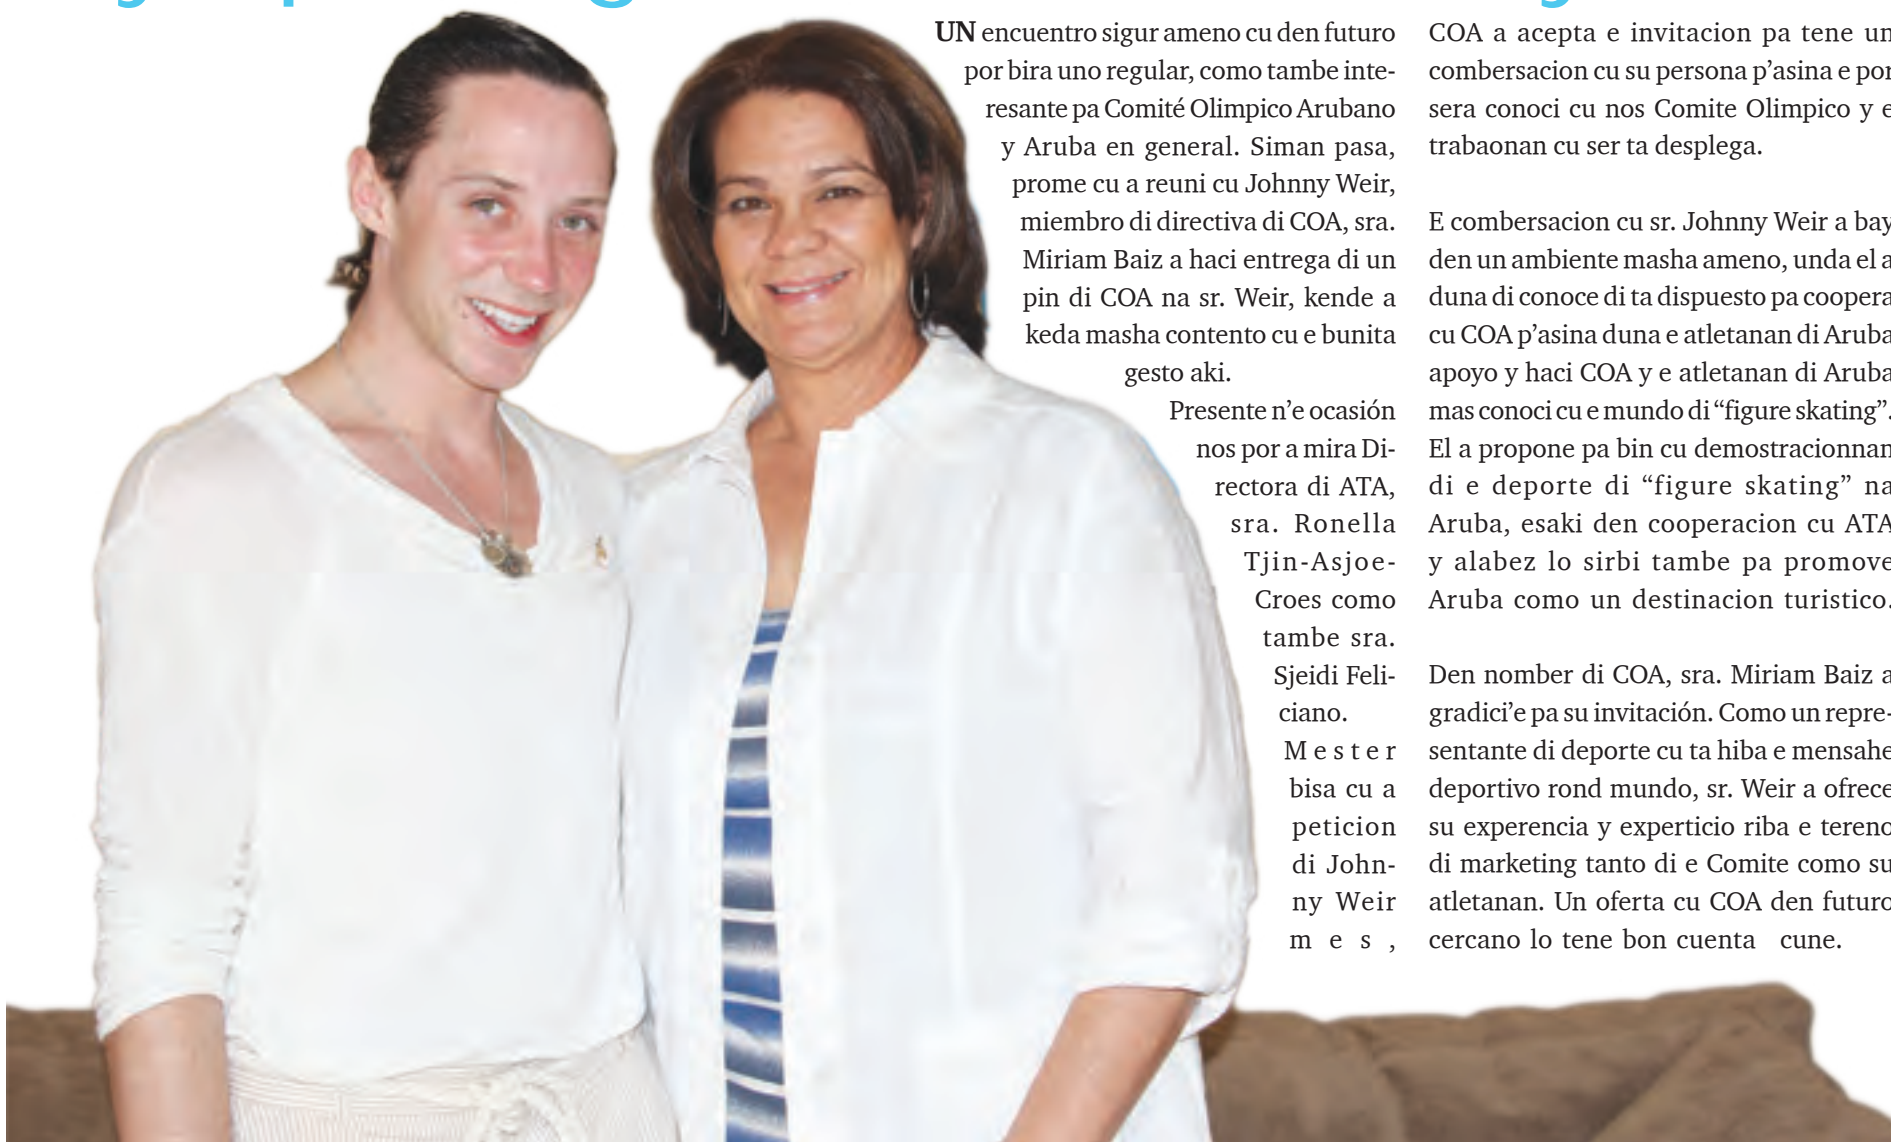 UN encuentro sigur ameno cu den futuro
por bira uno regular, como tambe inte-
resante pa Comité Olimpico Arubano
y Aruba en general. Siman pasa,
prome cu a reuni cu Johnny Weir,
miembro di directiva di COA, sra.
Miriam Baiz a haci entrega di un
pin di COA na sr. Weir, kende a
keda masha contento cu e bunita
gesto aki.
Presente n’e ocasión
nos por a mira Di-
rectora di ATA,
sra. Ronella
Tjin-Asjoe-
Croes como
tambe sra.
Sjeidi Feli-
ciano.
Mester
bisa cu a
peticion
di John-
ny Weir
mes,
COA a acepta e invitacion pa tene un
combersacion cu su persona p’asina e por
sera conoci cu nos Comite Olimpico y e
trabaonan cu ser ta desplega.
E combersacion cu sr. Johnny Weir a bay
den un ambiente masha ameno, unda el a
duna di conoce di ta dispuesto pa coopera
cu COA p’asina duna e atletanan di Aruba
apoyo y haci COA y e atletanan di Aruba
mas conoci cu e mundo di “figure skating”.
El a propone pa bin cu demostracionnan
di e deporte di “figure skating” na
Aruba, esaki den cooperacion cu ATA
y alabez lo sirbi tambe pa promove
Aruba como un destinacion turistico.
Den nomber di COA, sra. Miriam Baiz a
gradici’e pa su invitación. Como un repre-
sentante di deporte cu ta hiba e mensahe
deportivo rond mundo, sr. Weir a ofrece
su experencia y experticio riba e tereno
di marketing tanto di e Comite como su
atletanan. Un oferta cu COA den futuro
cercano lo tene bon cuenta cune.